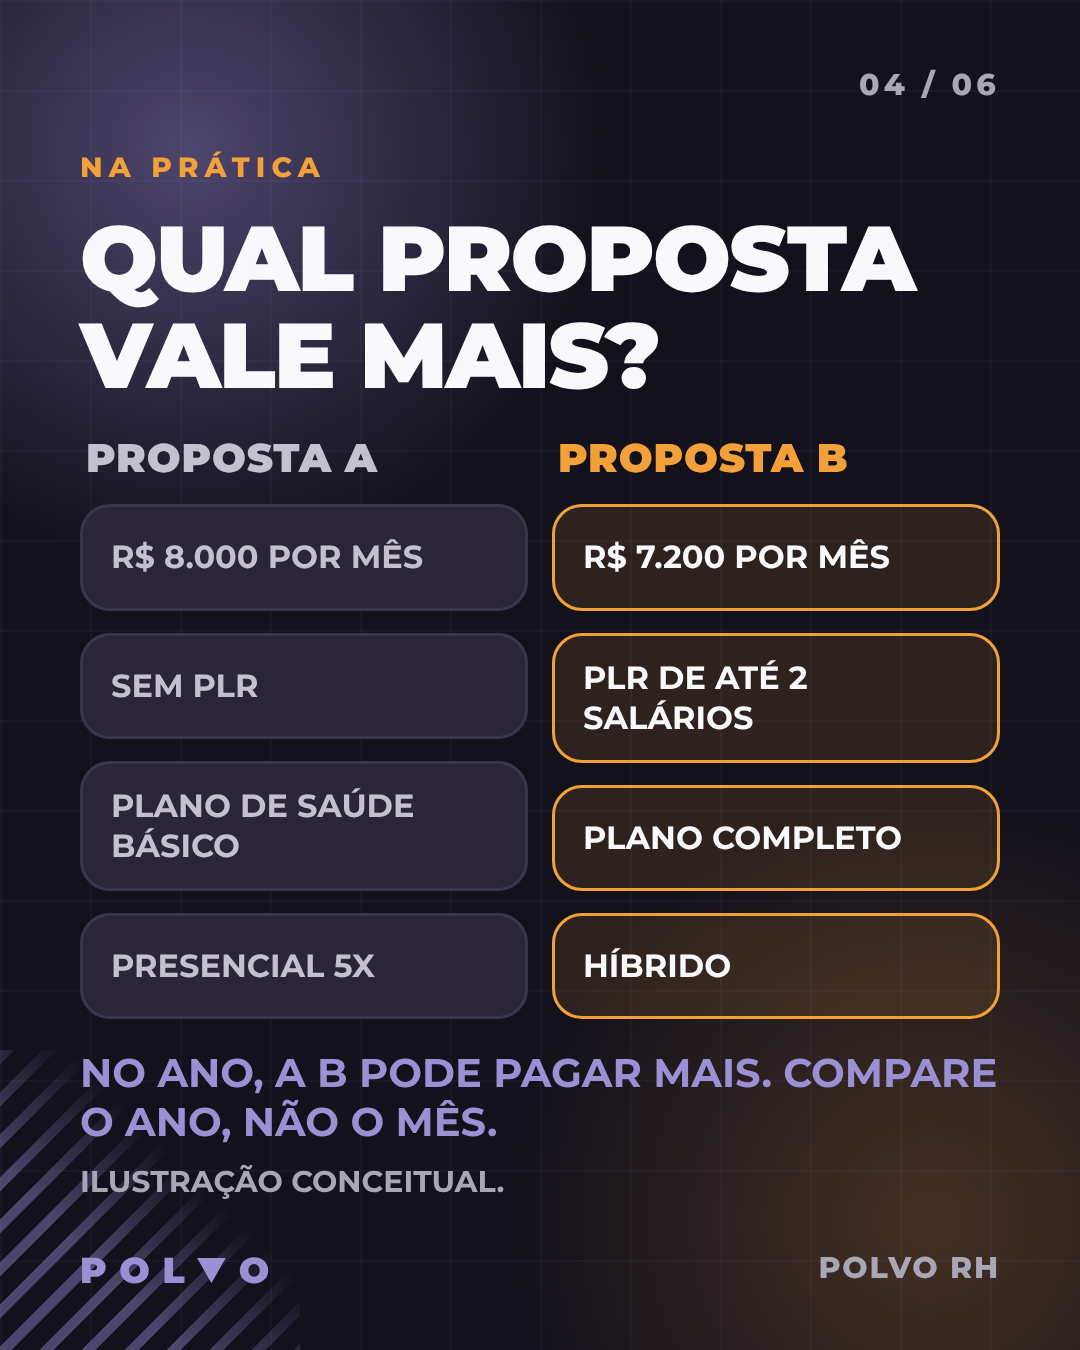 04 / 06
NA PRÁTICA
QUAL PROPOSTA
VALE MAIS?
PROPOSTA A
R$ 8.000 POR MÊS
SEM PLR
PLANO DE SAÚDE
BÁSICO
PRESENCIAL 5X
PROPOSTA B
R$ 7.200 POR MÊS
PLR DE ATÉ 2
SALÁRIOS
PLANO COMPLETO
HÍBRIDO
NO ANO, A B PODE PAGAR MAIS. COMPARE
O ANO, NÃO O MÊS.
ILUSTRAÇÃO CONCEITUAL.
POLVO
POLVO RH